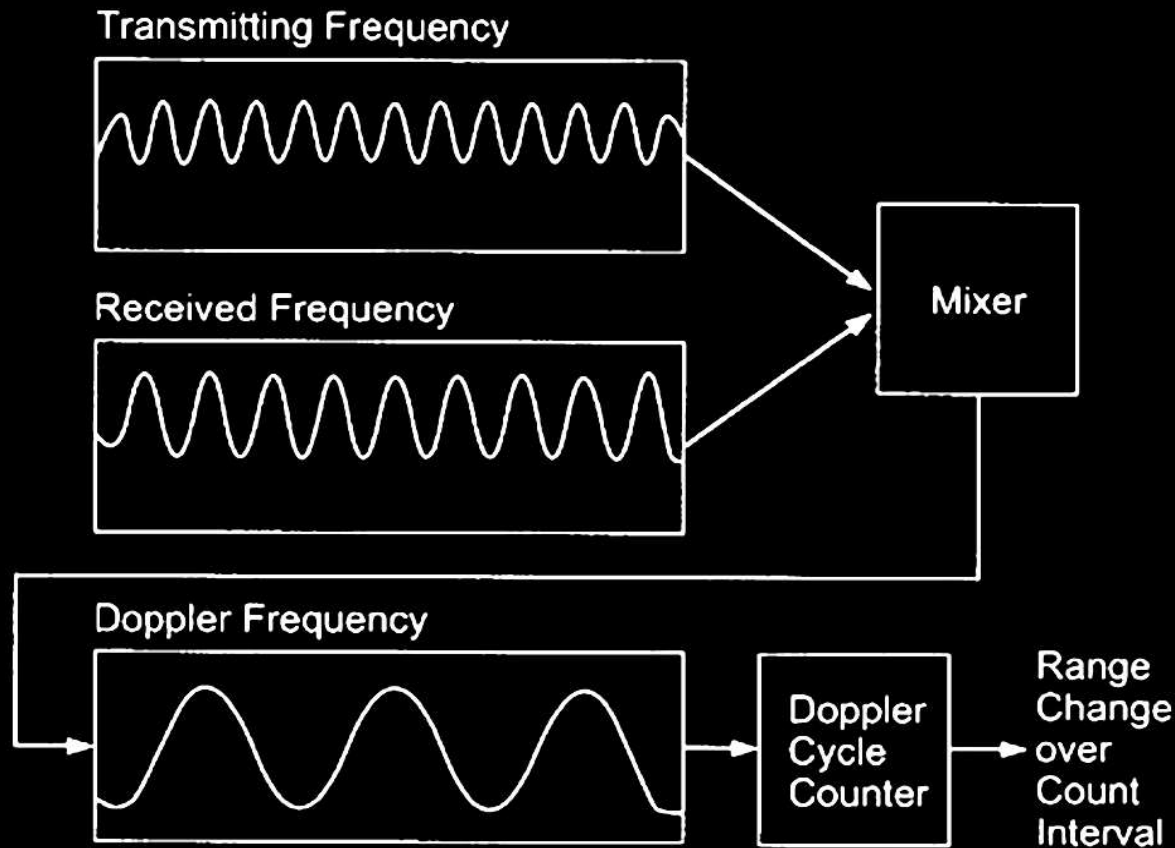 Transmitting Frequency
Mixer
Received Frequency
Doppler Frequency
Doppler
Cycle
Counter
Range
Change
over
Count
Interval